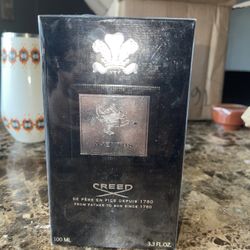 CREED
DE PÈRE EN FILS DEPUIS 1760
FROM FATHER TO SON SINCE 1760
100 ML
3.3 FL.OZ.